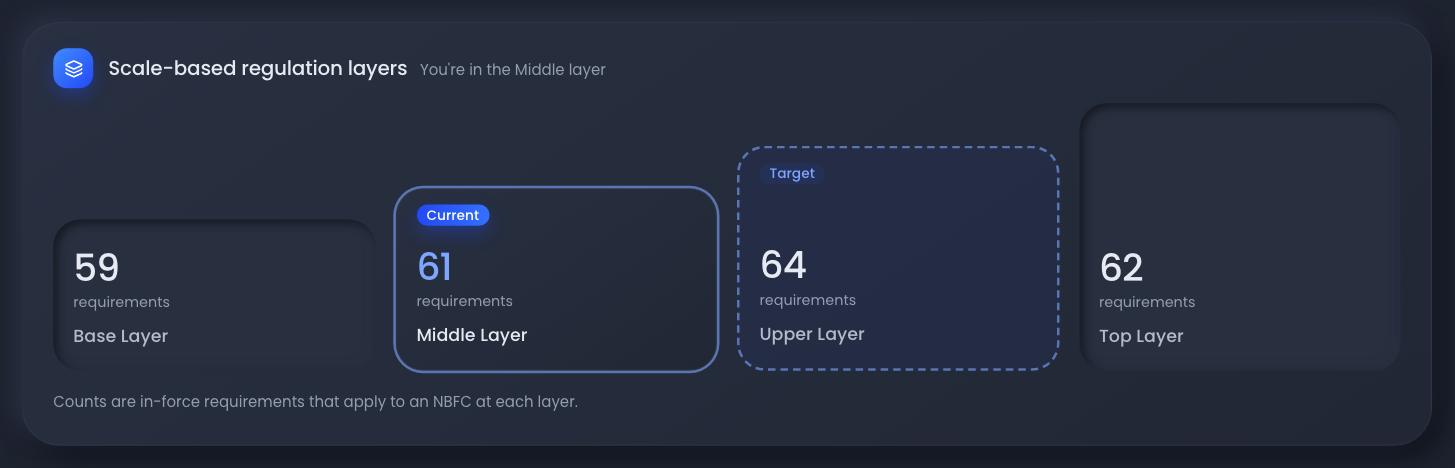 Scale-based regulation layers You're in the Middle layer
59
requirements
Base Layer
Current
61
requirements
Middle Layer
Target
64
requirements
Upper Layer
62
requirements
Top Layer
Counts are in-force requirements that apply to an NBFC at each layer.